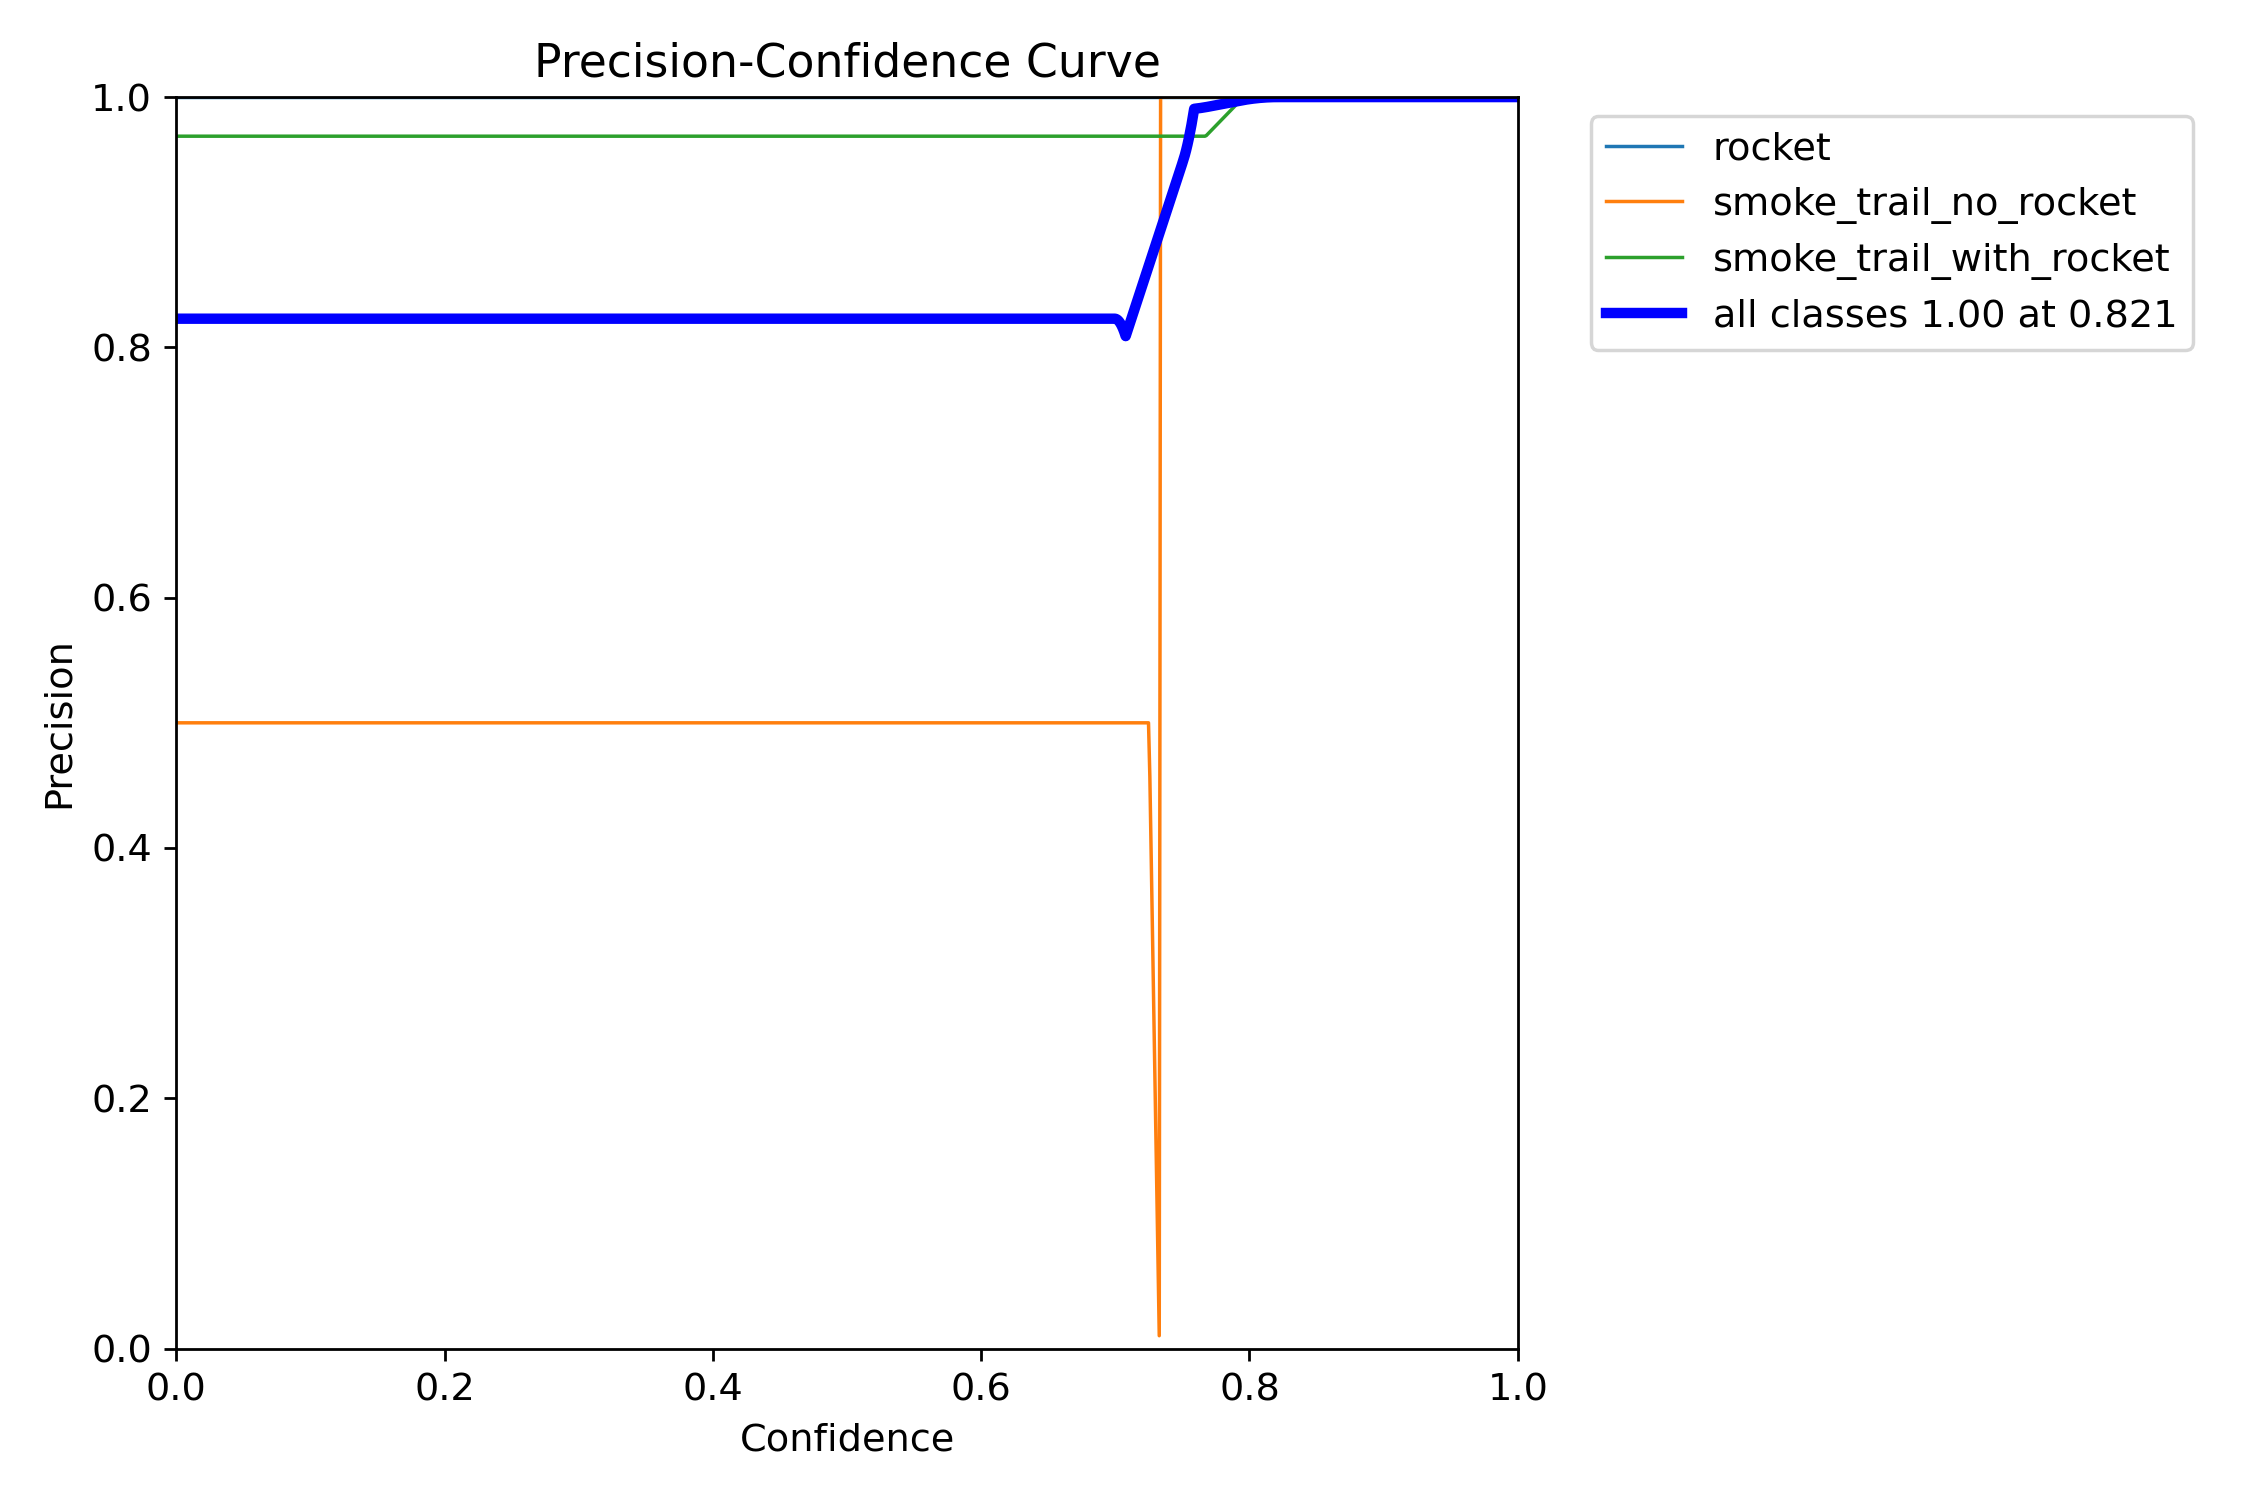 Precision-Confidence Curve
1.0
0.8
0.6
0.4
0.2
0.0
Precision
0.0 0.2 0.4 0.6 0.8 1.0
Confidence
rocket
smoke_trail_no_rocket
smoke_trail_with_rocket
all classes 1.00 at 0.821